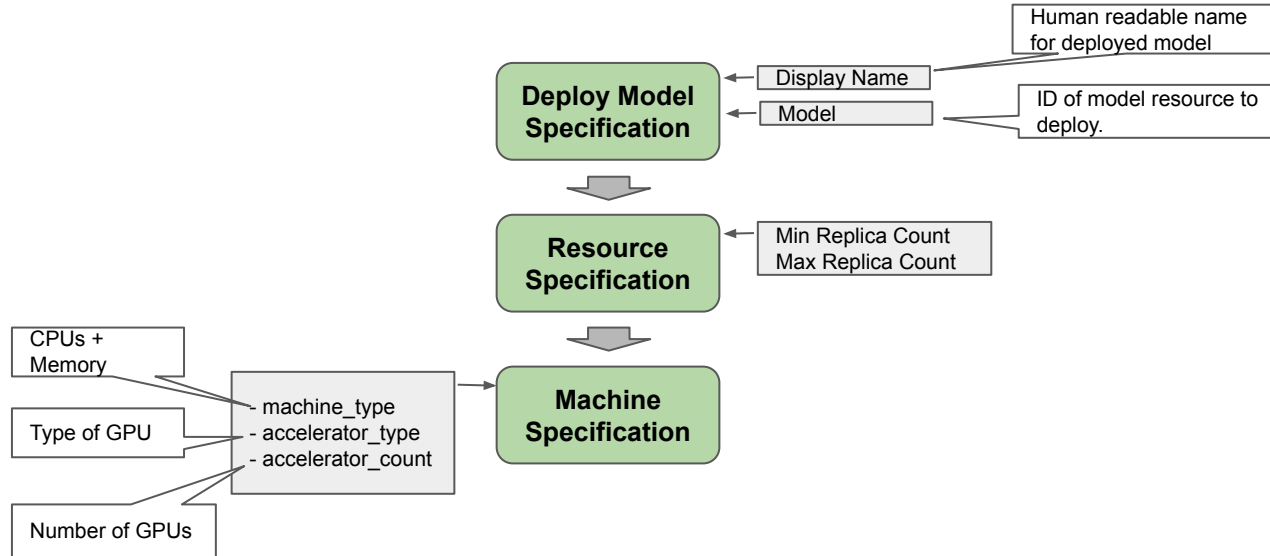 Human readable name
for deployed model
Deploy Model
Specification
Display Name
Model
ID of model resource to
deploy.
Resource
Specification
Min Replica Count
Max Replica Count
CPUs +
Memory
Type of GPU
Number of GPUs
- machine_type
- accelerator_type
- accelerator_count
Machine
Specification